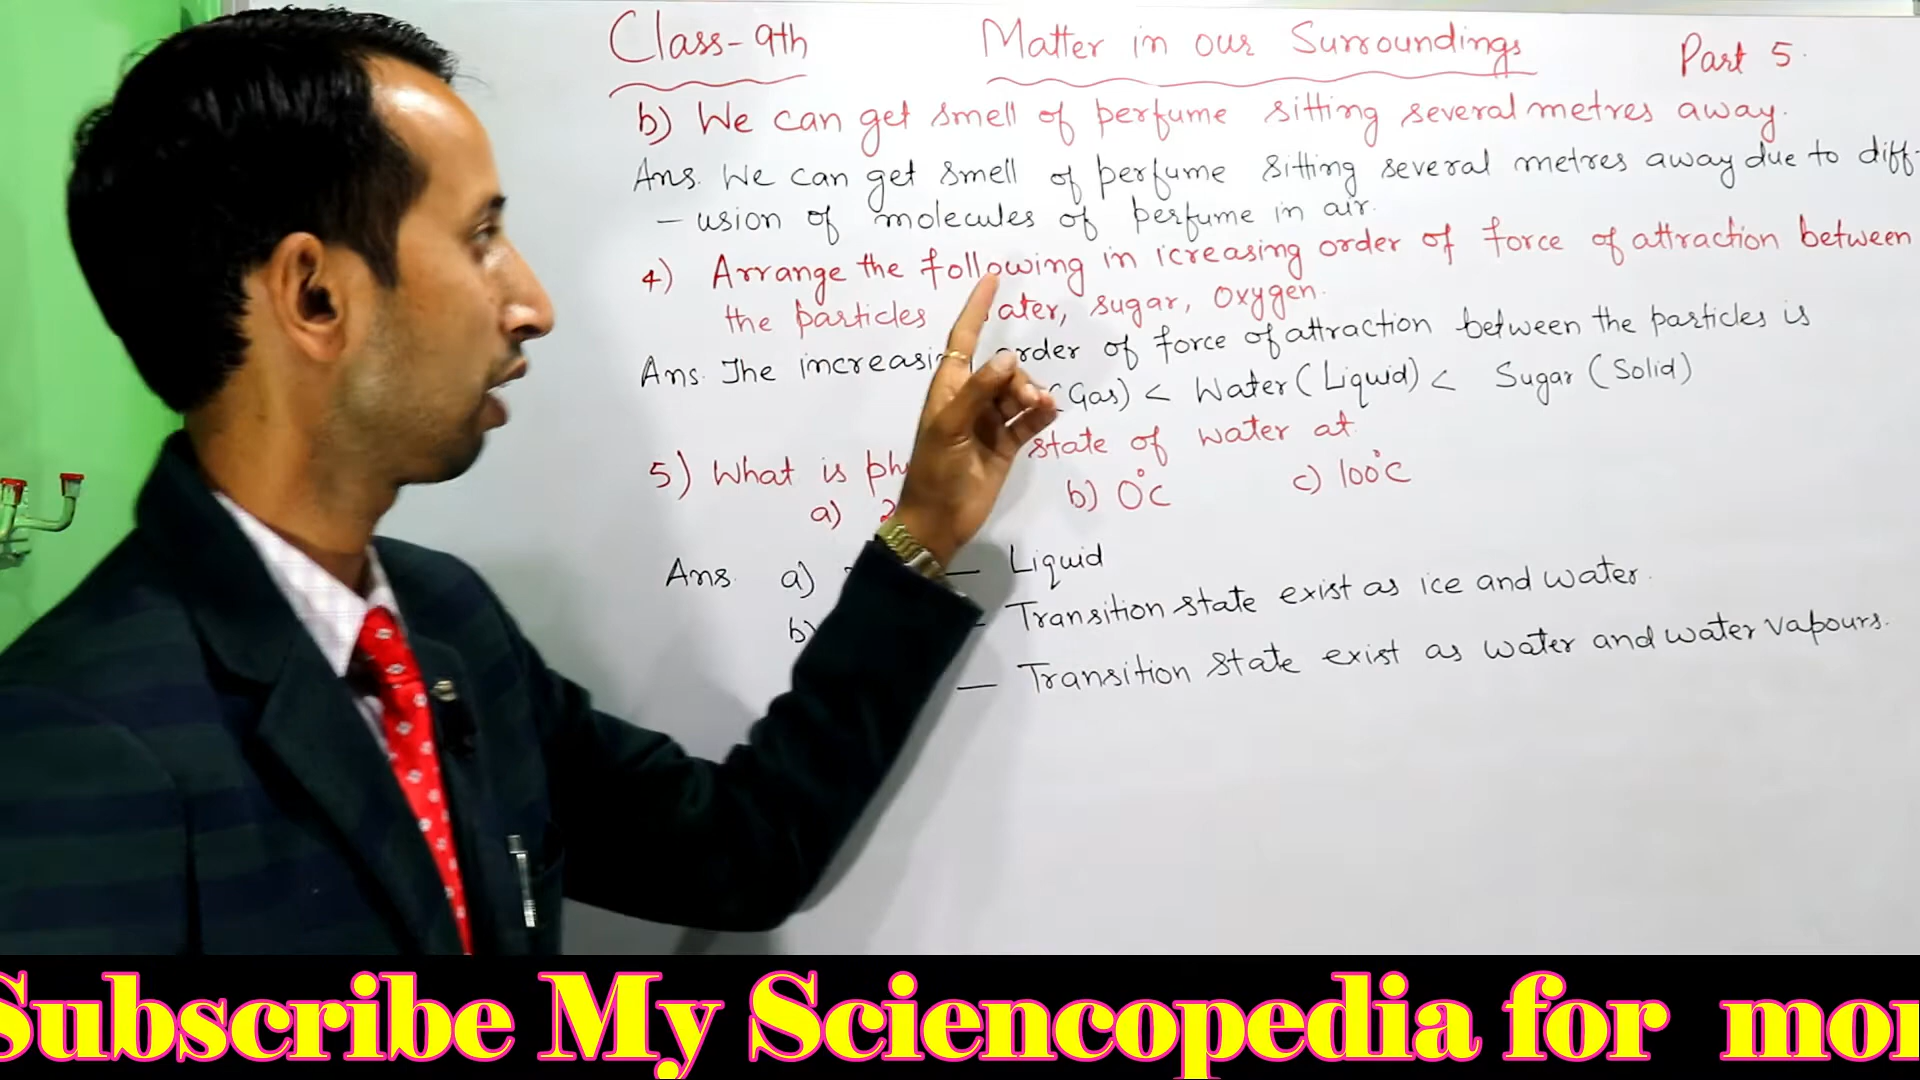 Class-9th Matter in our Surroundings Part 5.
b) We can get smell of perfume sitting several metres away.
Ans. We can get smell of perfume sitting several metres away due to diff-
- usion of molecules of perfume in air.
4) Arrange the following in icreasing order of force of attraction between
the particles ater, sugar, oxygen.
Ans. The increasing order of force of attraction between the particles is
(Gas) < Water (Liquid) < Sugar (Solid)
5) What is ph state of water at
a) 2 b) 0°C c) 100°C
Ans. a) — Liquid
b) - Transition state exist as ice and water.
— Transition state exist as water and water vapours.
Subscribe My Sciencopedia for mor